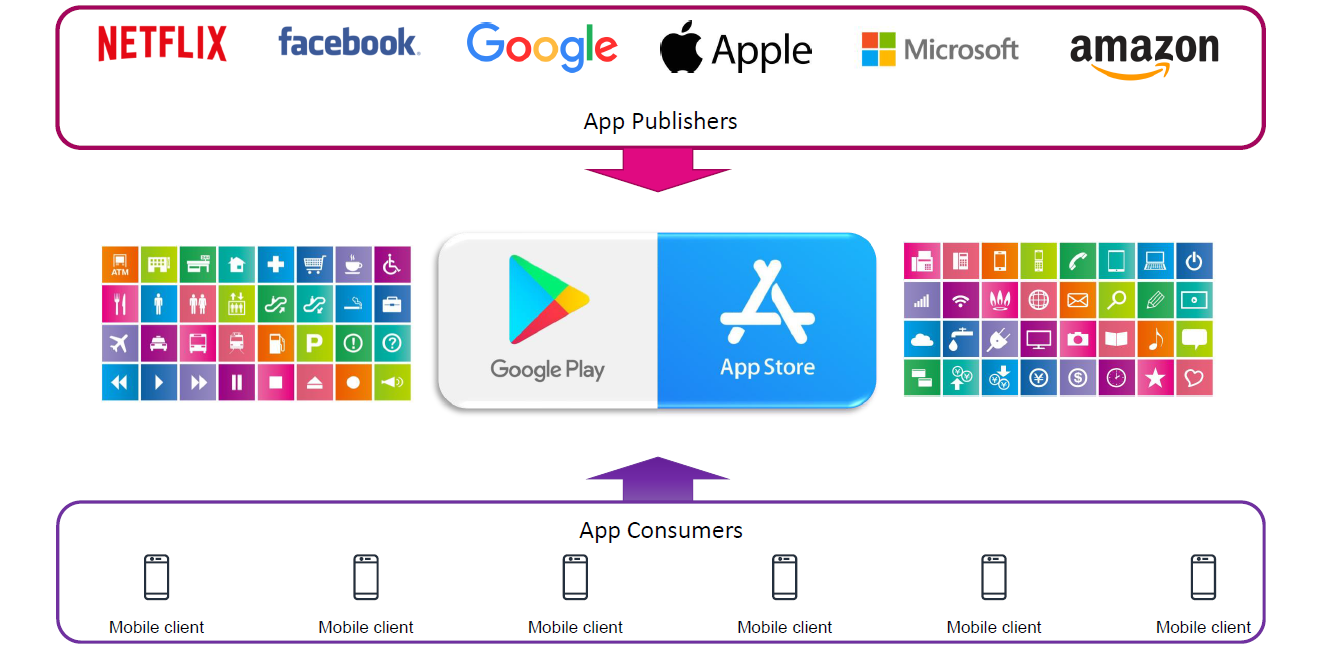 NETFLIX
facebook.
Google
Apple
Microsoft
amazon
App Publishers
ATM
P
Google Play
App Store
App Consumers
Mobile client
Mobile client
Mobile client
Mobile client
Mobile client
Mobile client